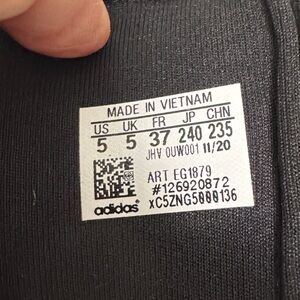 MADE IN VIETNAM
US UK FR JP CHN
5 5 37 240 235
JHV 0UW001 11/20
ART EG1879
#126920872
adidas xC5ZNG5000136